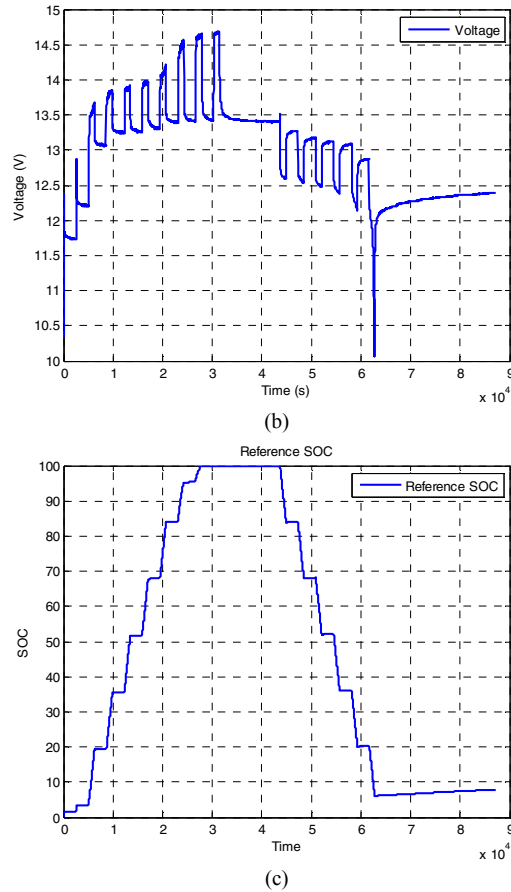 15
14.5
14
13.5
13
12.5
12
11.5
11
10.5
10
Voltage (V)
Voltage
0 1 2 3 4 5 6 7 8 9
Time (s)
x 10^4
(b)
Reference SOC
100
90
80
70
60
50
40
30
20
10
0
SOC
Reference SOC
0 1 2 3 4 5 6 7 8 9
Time
x 10^4
(c)